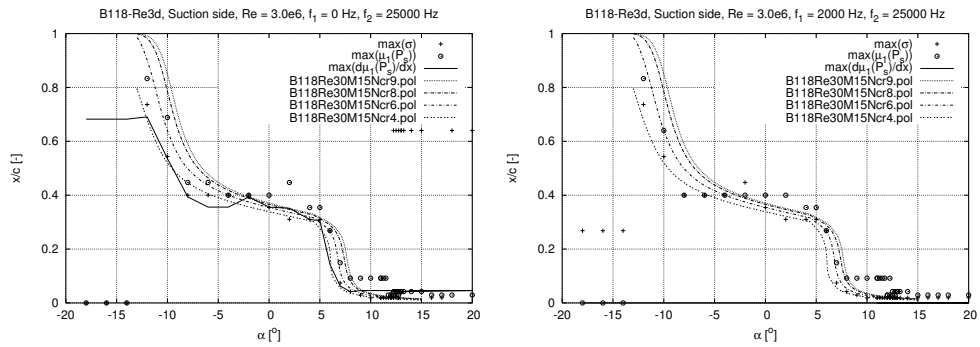 B118-Re3d, Suction side, Re = 3.0e6, f₁ = 0 Hz, f₂ = 25000 Hz
max(σ)
max(μ₁(Pₛ))
max(dμ₁(Pₛ)/dx)
B118Re30M15Ncr9.pol
B118Re30M15Ncr8.pol
B118Re30M15Ncr6.pol
B118Re30M15Ncr4.pol
x/c [-]
1
0.8
0.6
0.4
0.2
0
-20 -15 -10 -5 0 5 10 15 20
α [°]
B118-Re3d, Suction side, Re = 3.0e6, f₁ = 2000 Hz, f₂ = 25000 Hz
max(σ)
max(μ₁(Pₛ))
max(dμ₁(Pₛ)/dx)
B118Re30M15Ncr9.pol
B118Re30M15Ncr8.pol
B118Re30M15Ncr6.pol
B118Re30M15Ncr4.pol
x/c [-]
1
0.8
0.6
0.4
0.2
0
-20 -15 -10 -5 0 5 10 15 20
α [°]